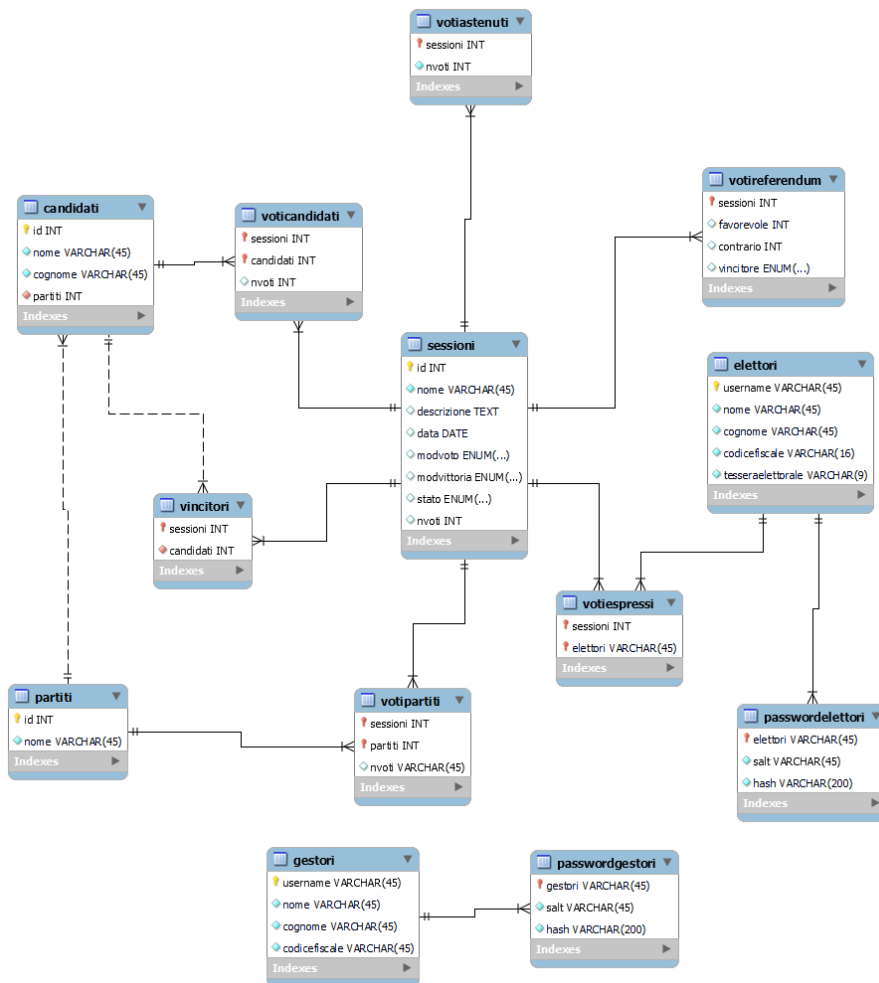 votiastenuti
sessioni INT
nvoti INT
Indexes
candidati
id INT
nome VARCHAR(45)
cognome VARCHAR(45)
partiti INT
Indexes
voticandidati
sessioni INT
candidati INT
nvoti INT
Indexes
votireferendum
sessioni INT
favorevole INT
contrario INT
vincitore ENUM(...)
Indexes
sessioni
id INT
nome VARCHAR(45)
descrizione TEXT
data DATE
modvoto ENUM(...)
modvittoria ENUM(...)
stato ENUM(...)
nvoti INT
Indexes
elettori
username VARCHAR(45)
nome VARCHAR(45)
cognome VARCHAR(45)
codicefiscale VARCHAR(16)
tesseraelettorale VARCHAR(9)
Indexes
vincitori
sessioni INT
candidati INT
Indexes
votiespressi
sessioni INT
elettori VARCHAR(45)
Indexes
partiti
id INT
nome VARCHAR(45)
Indexes
votipartiti
sessioni INT
partiti INT
nvoti VARCHAR(45)
Indexes
passwordelettori
elettori VARCHAR(45)
salt VARCHAR(45)
hash VARCHAR(200)
Indexes
gestori
username VARCHAR(45)
nome VARCHAR(45)
cognome VARCHAR(45)
codicefiscale VARCHAR(45)
Indexes
passwordgestori
gestori VARCHAR(45)
salt VARCHAR(45)
hash VARCHAR(200)
Indexes